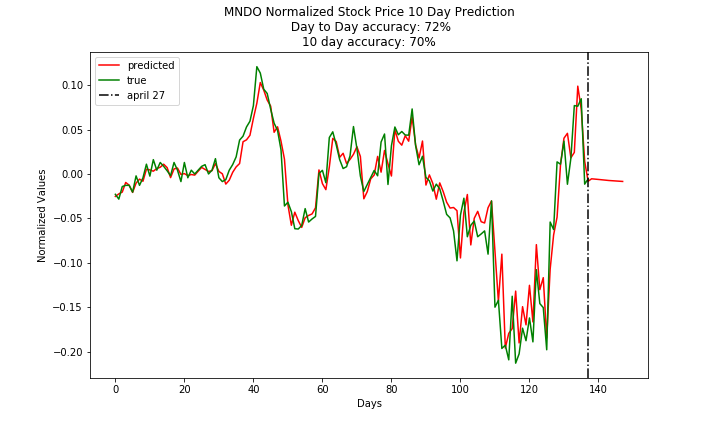 MNDO Normalized Stock Price 10 Day Prediction
Day to Day accuracy: 72%
10 day accuracy: 70%
predicted
true
april 27
Normalized Values
0.10
0.05
0.00
−0.05
−0.10
−0.15
−0.20
0 20 40 60 80 100 120 140
Days